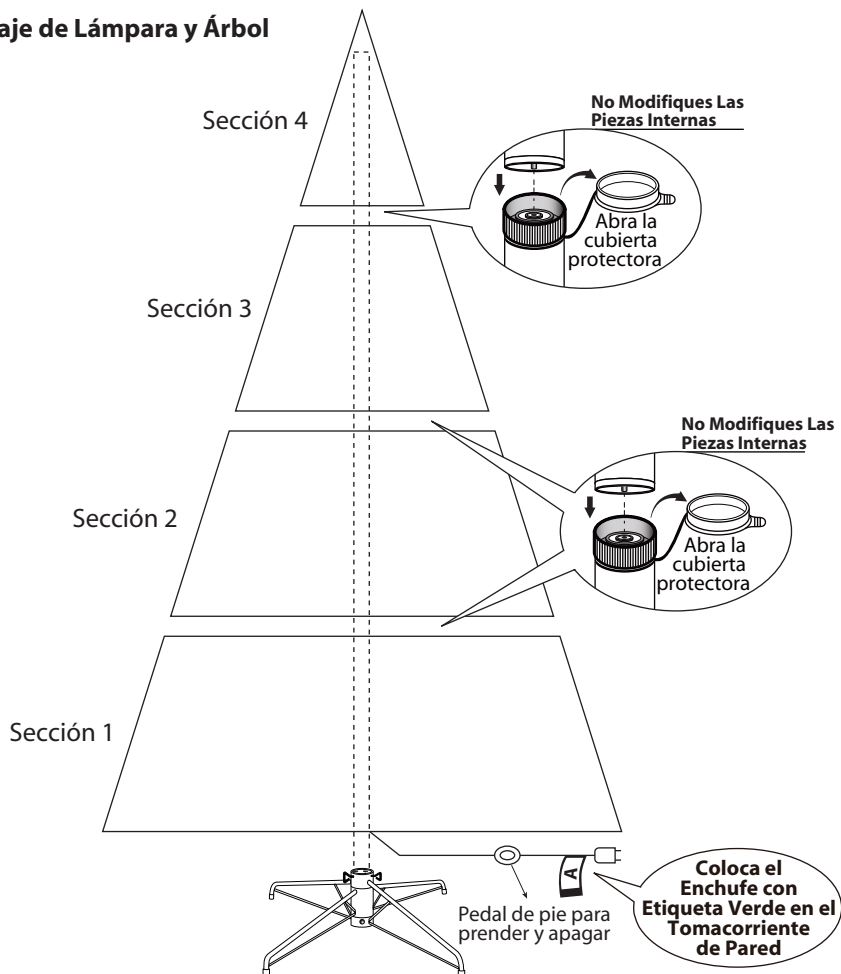 aje de Lámpara y Árbol
Sección 4
No Modifiques Las
Piezas Internas
Abra la
cubierta
protectora
Sección 3
No Modifiques Las
Piezas Internas
Sección 2
Abra la
cubierta
protectora
Sección 1
A
Pedal de pie para
prender y apagar
Coloca el
Enchufe con
Etiqueta Verde en el
Tomacorriente
de Pared